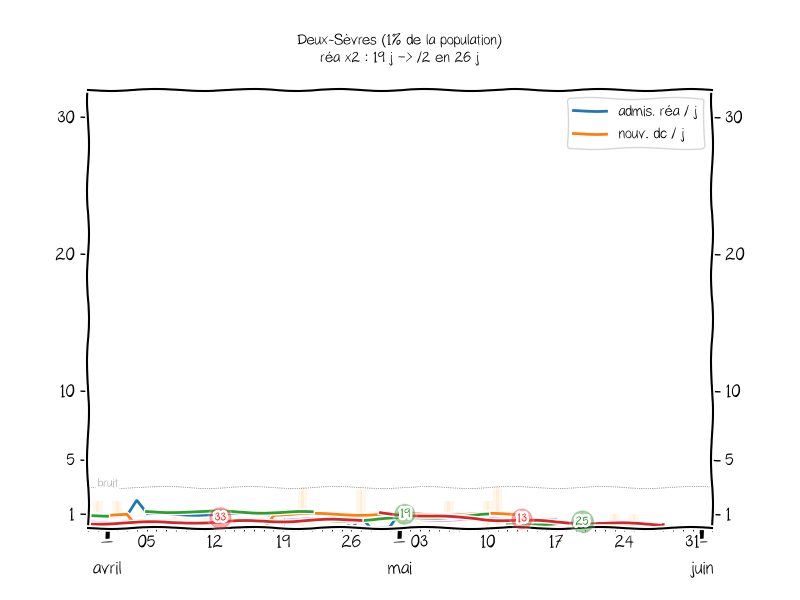 Deux-Sèvres (1% de la population)
réa x2 : 19 j -> /2 en 26 j
admis. réa / j
nouv. dc / j
30 30
20 20
10 10
5 5
bruit
1 1
33 19 13 25
05 12 19 26 03 10 17 24 31
avril mai juin